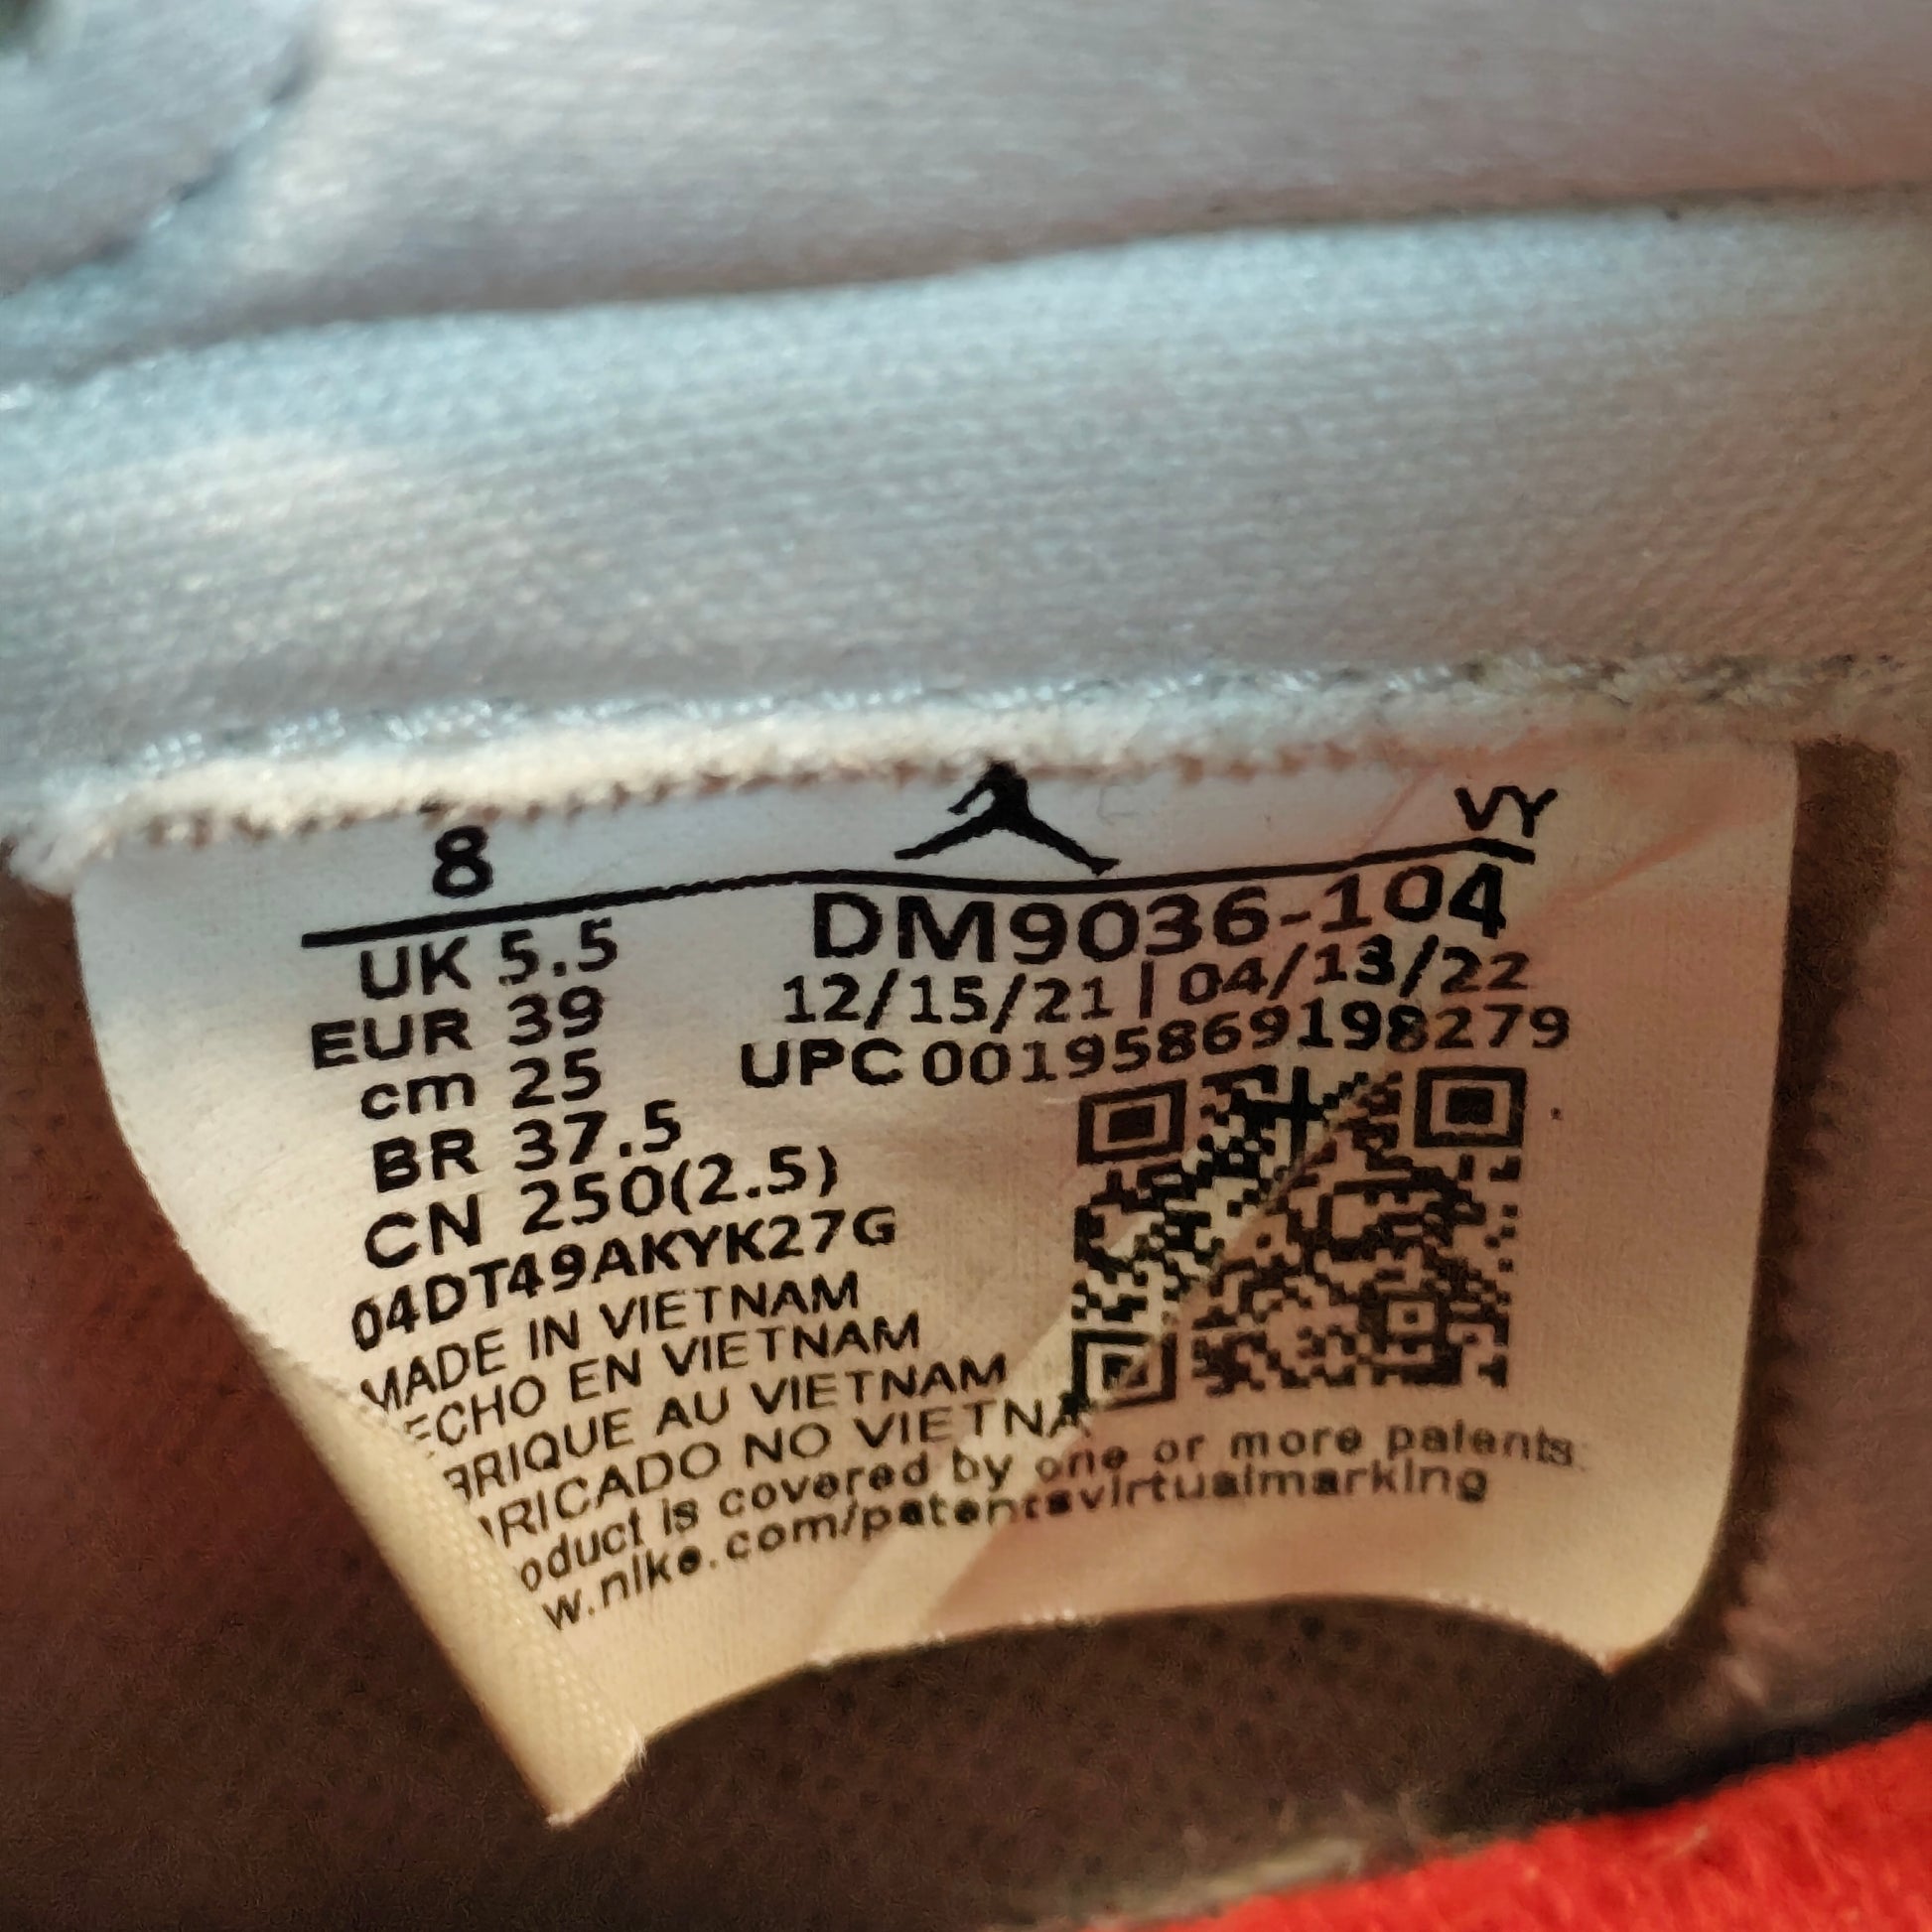 8 VY
UK 5.5 DM9036-104
EUR 39 12/15/21 | 04/13/22
cm 25 UPC 00195869198279
BR 37.5
CN 250(2.5)
04DT49AKYK27G
MADE IN VIETNAM
ECHO EN VIETNAM
BRIQUE AU VIETNAM
RICADO NO VIETNA
oduct is covered by one or more patents.
w.nike.com/patentsvirtualmarking